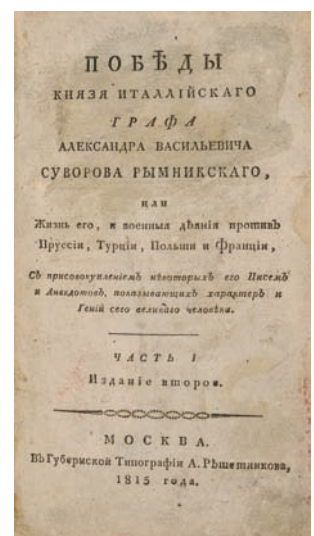 ПОБѢДЫ
КНЯЗЯ ИТАЛЛІЙСКАГО
ГРАФА
АЛЕКСАНДРА ВАСИЛЬЕВИЧА
СУВОРОВА РЫМНИКСКАГО,
или
Жизнь его, и военныя дѣянія противЪ
Пруссіи, Турціи, Польши и Франціи,
СЪ присовокупленіемЪ нѣкоторыхЪ его ПисемЪ
и АнекдотовЪ, показывающихЪ характерЪ и
Геній сего великаго человѣка.
ЧАСТЬ I
Изданіе второе.
МОСКВА.
ВЪ Губернской Типографіи А. Рѣшетникова,
1815 года.